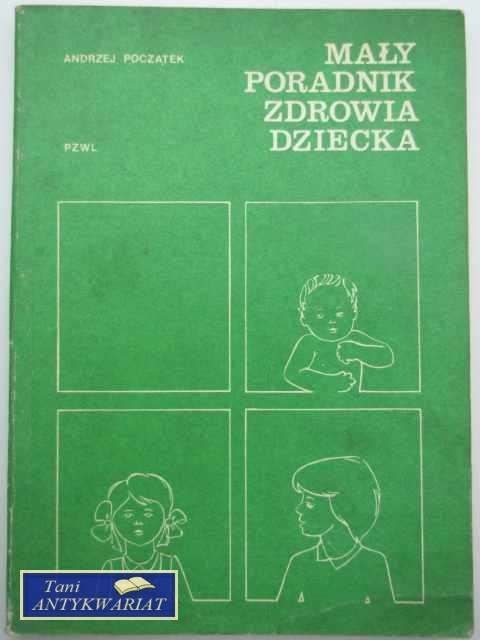 ANDRZEJ POCZĄTEK
MAŁY
PORADNIK
ZDROWIA
DZIECKA
PZWL
Tani
ANTYKWARIAT